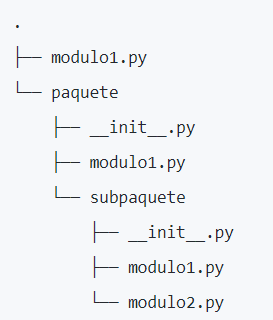 .
├── modulo1.py
└── paquete
    ├── __init__.py
    ├── modulo1.py
    └── subpaquete
        ├── __init__.py
        ├── modulo1.py
        └── modulo2.py